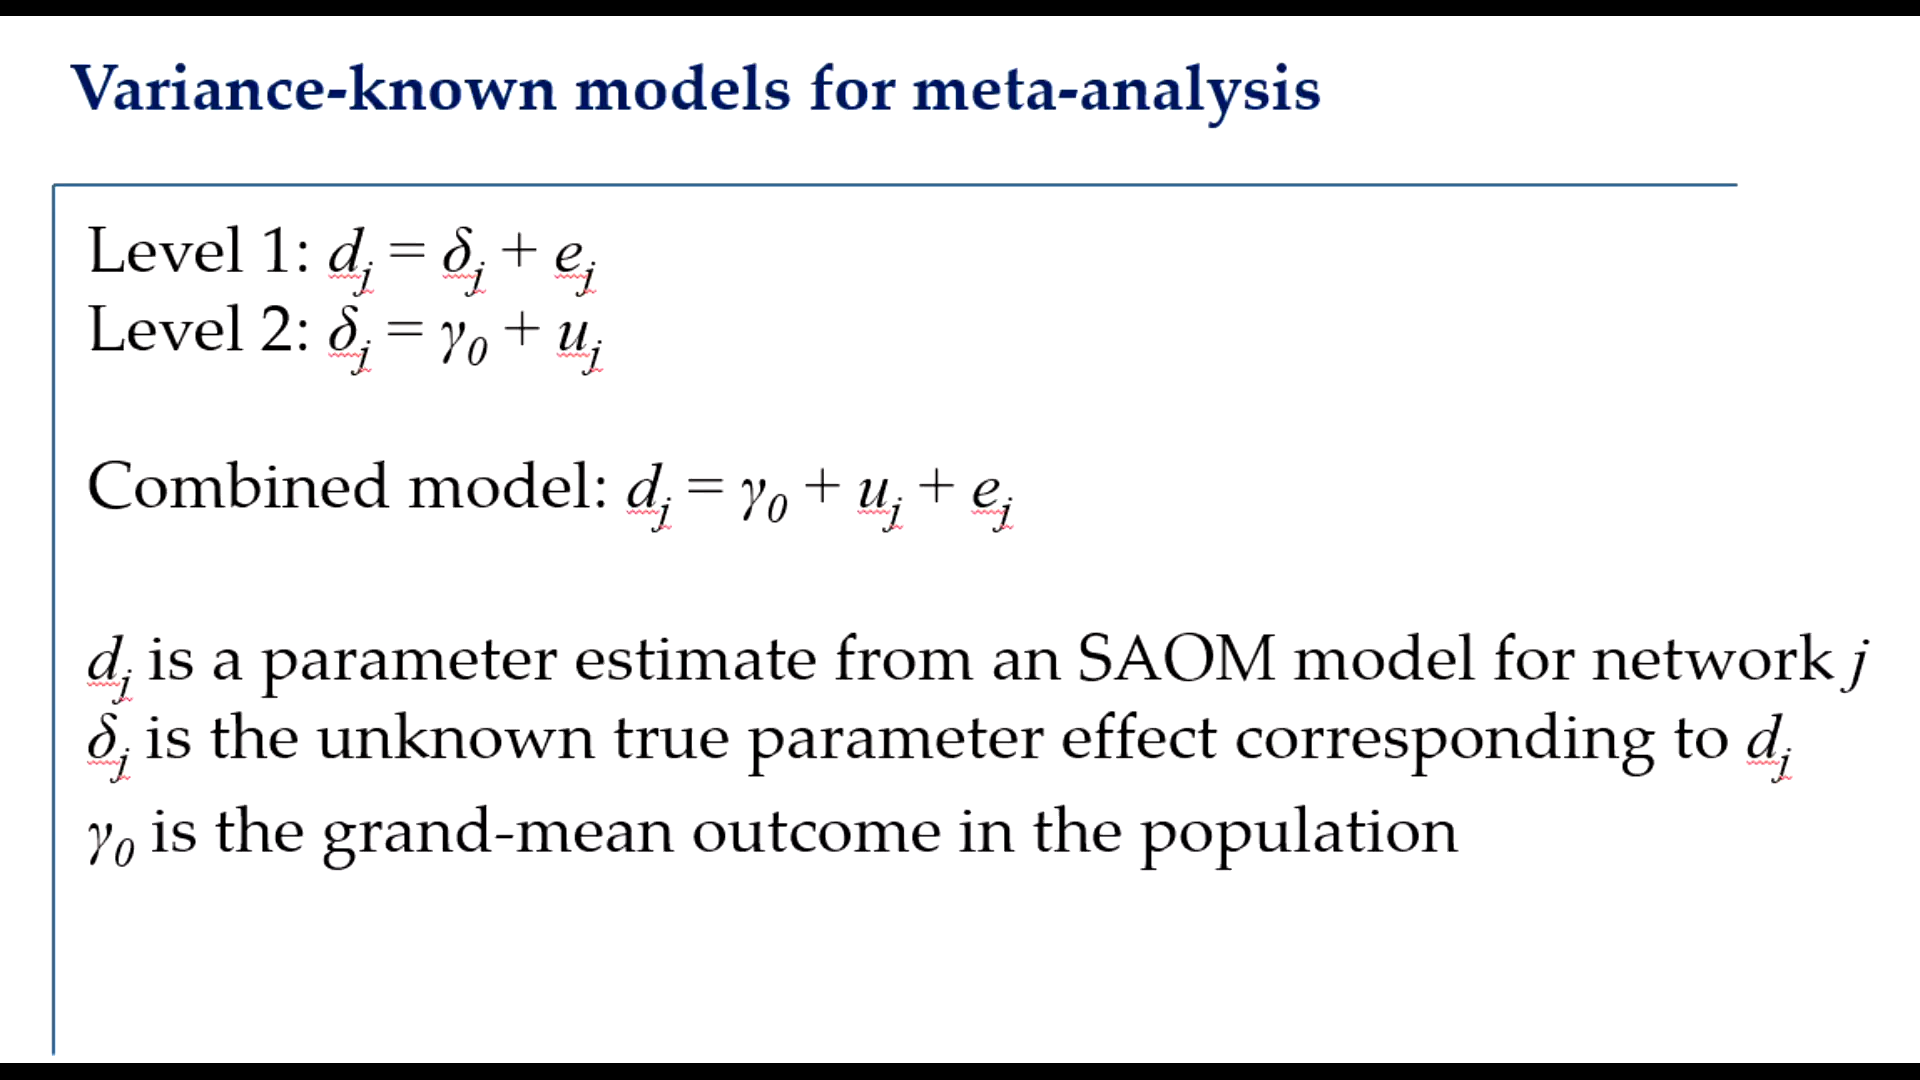 Variance-known models for meta-analysis
Level 1: dⱼ = δⱼ + eⱼ
Level 2: δⱼ = γ₀ + uⱼ
Combined model: dⱼ = γ₀ + uⱼ + eⱼ
dⱼ is a parameter estimate from an SAOM model for network j
δⱼ is the unknown true parameter effect corresponding to dⱼ
γ₀ is the grand-mean outcome in the population